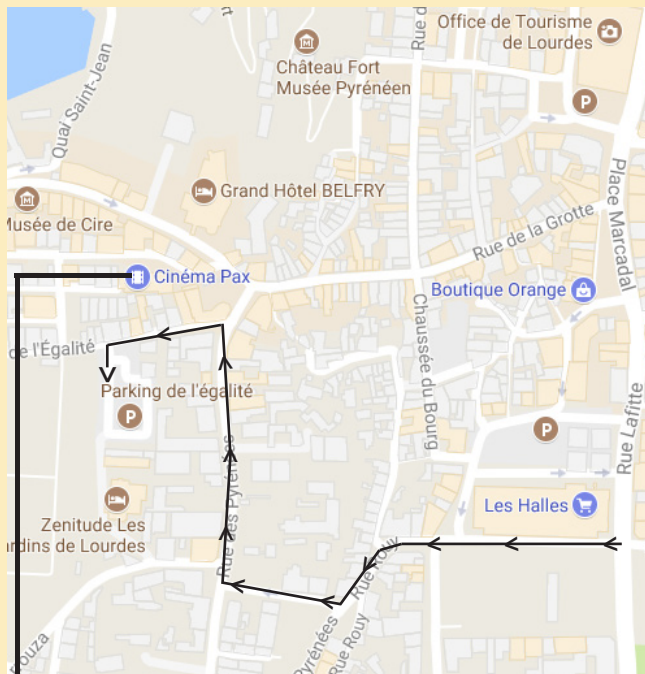 Office de Tourisme
de Lourdes
Rue d
Château Fort
Musée Pyrénéen
P
Quai Saint-Jean
Place Marcadal
Grand Hôtel BELFRY
Musée de Cire
Rue de la Grotte
Cinéma Pax
Boutique Orange
Chaussée du Bourg
de l'Égalité
Parking de l'égalité
P
P
Rue Lafitte
Rue des Pyrénées
Zenitude Les
ardins de Lourdes
Les Halles
Rue Rouy
Pyrénées
Rue Rouy